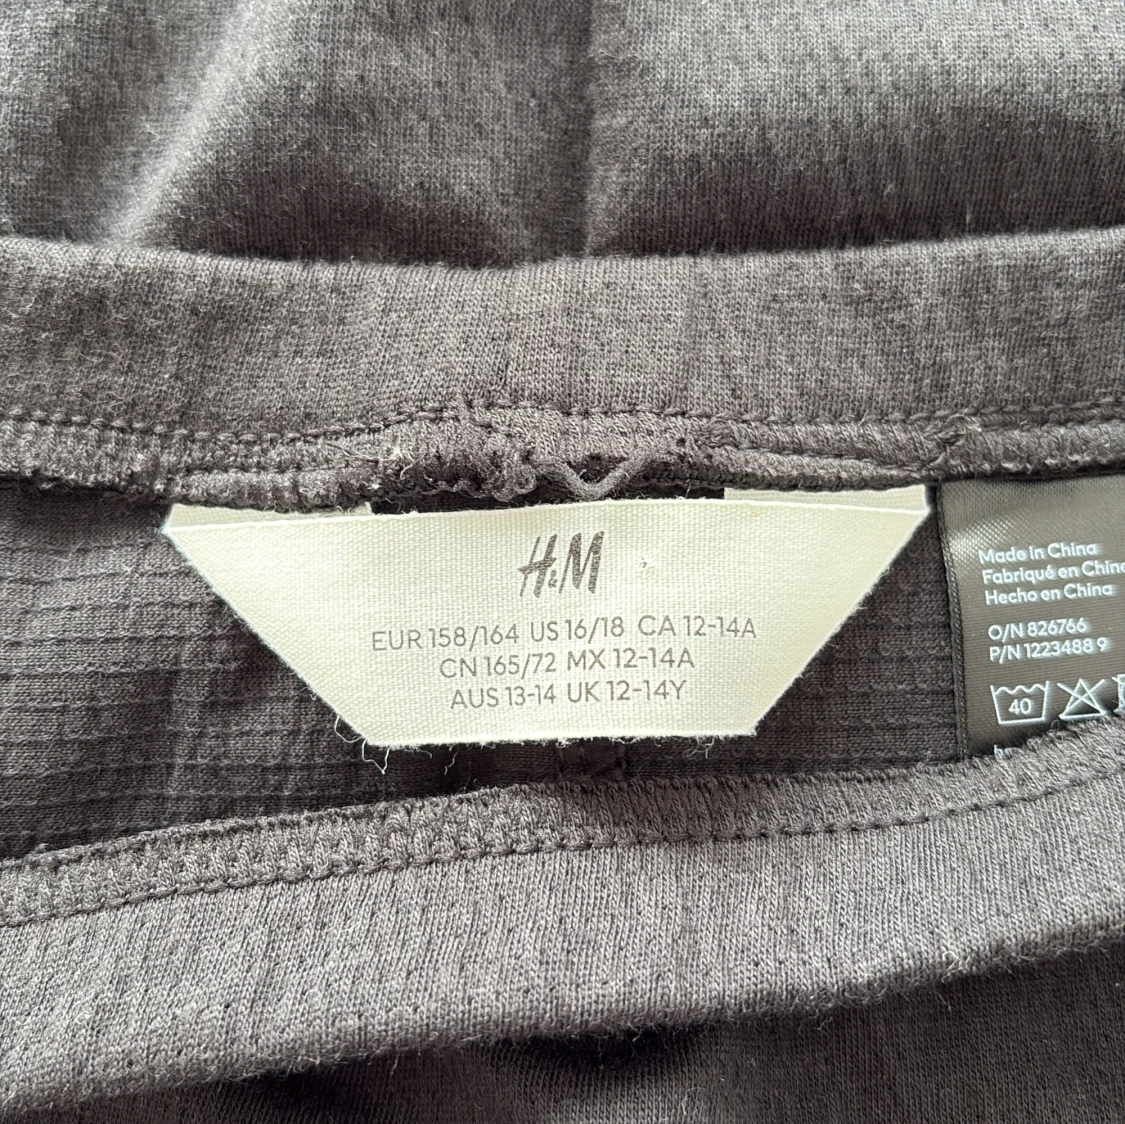 H&M
EUR 158/164 US 16/18 CA 12-14A
CN 165/72 MX 12-14A
AUS 13-14 UK 12-14Y
Made in China
Fabriqué en Chine
Hecho en China
O/N 826766
P/N 1223488 9
40